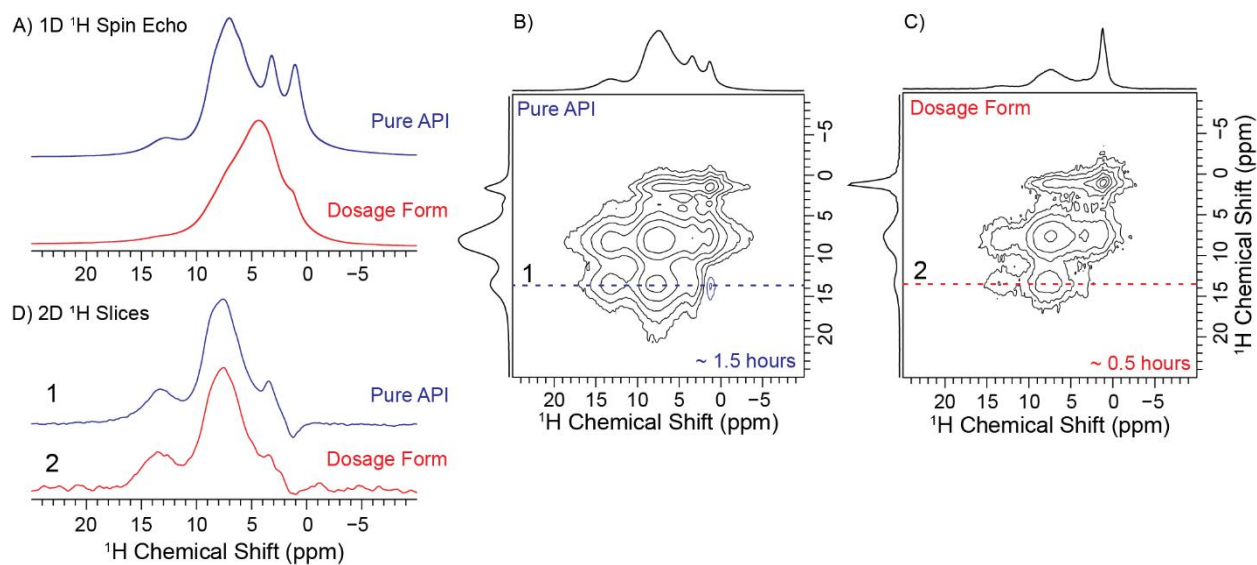 A) 1D ¹H Spin Echo
Pure API
Dosage Form
20 15 10 5 0 −5
D) 2D ¹H Slices
1
Pure API
2
Dosage Form
20 15 10 5 0 −5
¹H Chemical Shift (ppm)
B)
Pure API
1
~ 1.5 hours
−5
0
5
10
15
20
20 15 10 5 0 −5
¹H Chemical Shift (ppm)
C)
Dosage Form
2
~ 0.5 hours
−5
0
5
10
15
20
¹H Chemical Shift (ppm)
20 15 10 5 0 −5
¹H Chemical Shift (ppm)